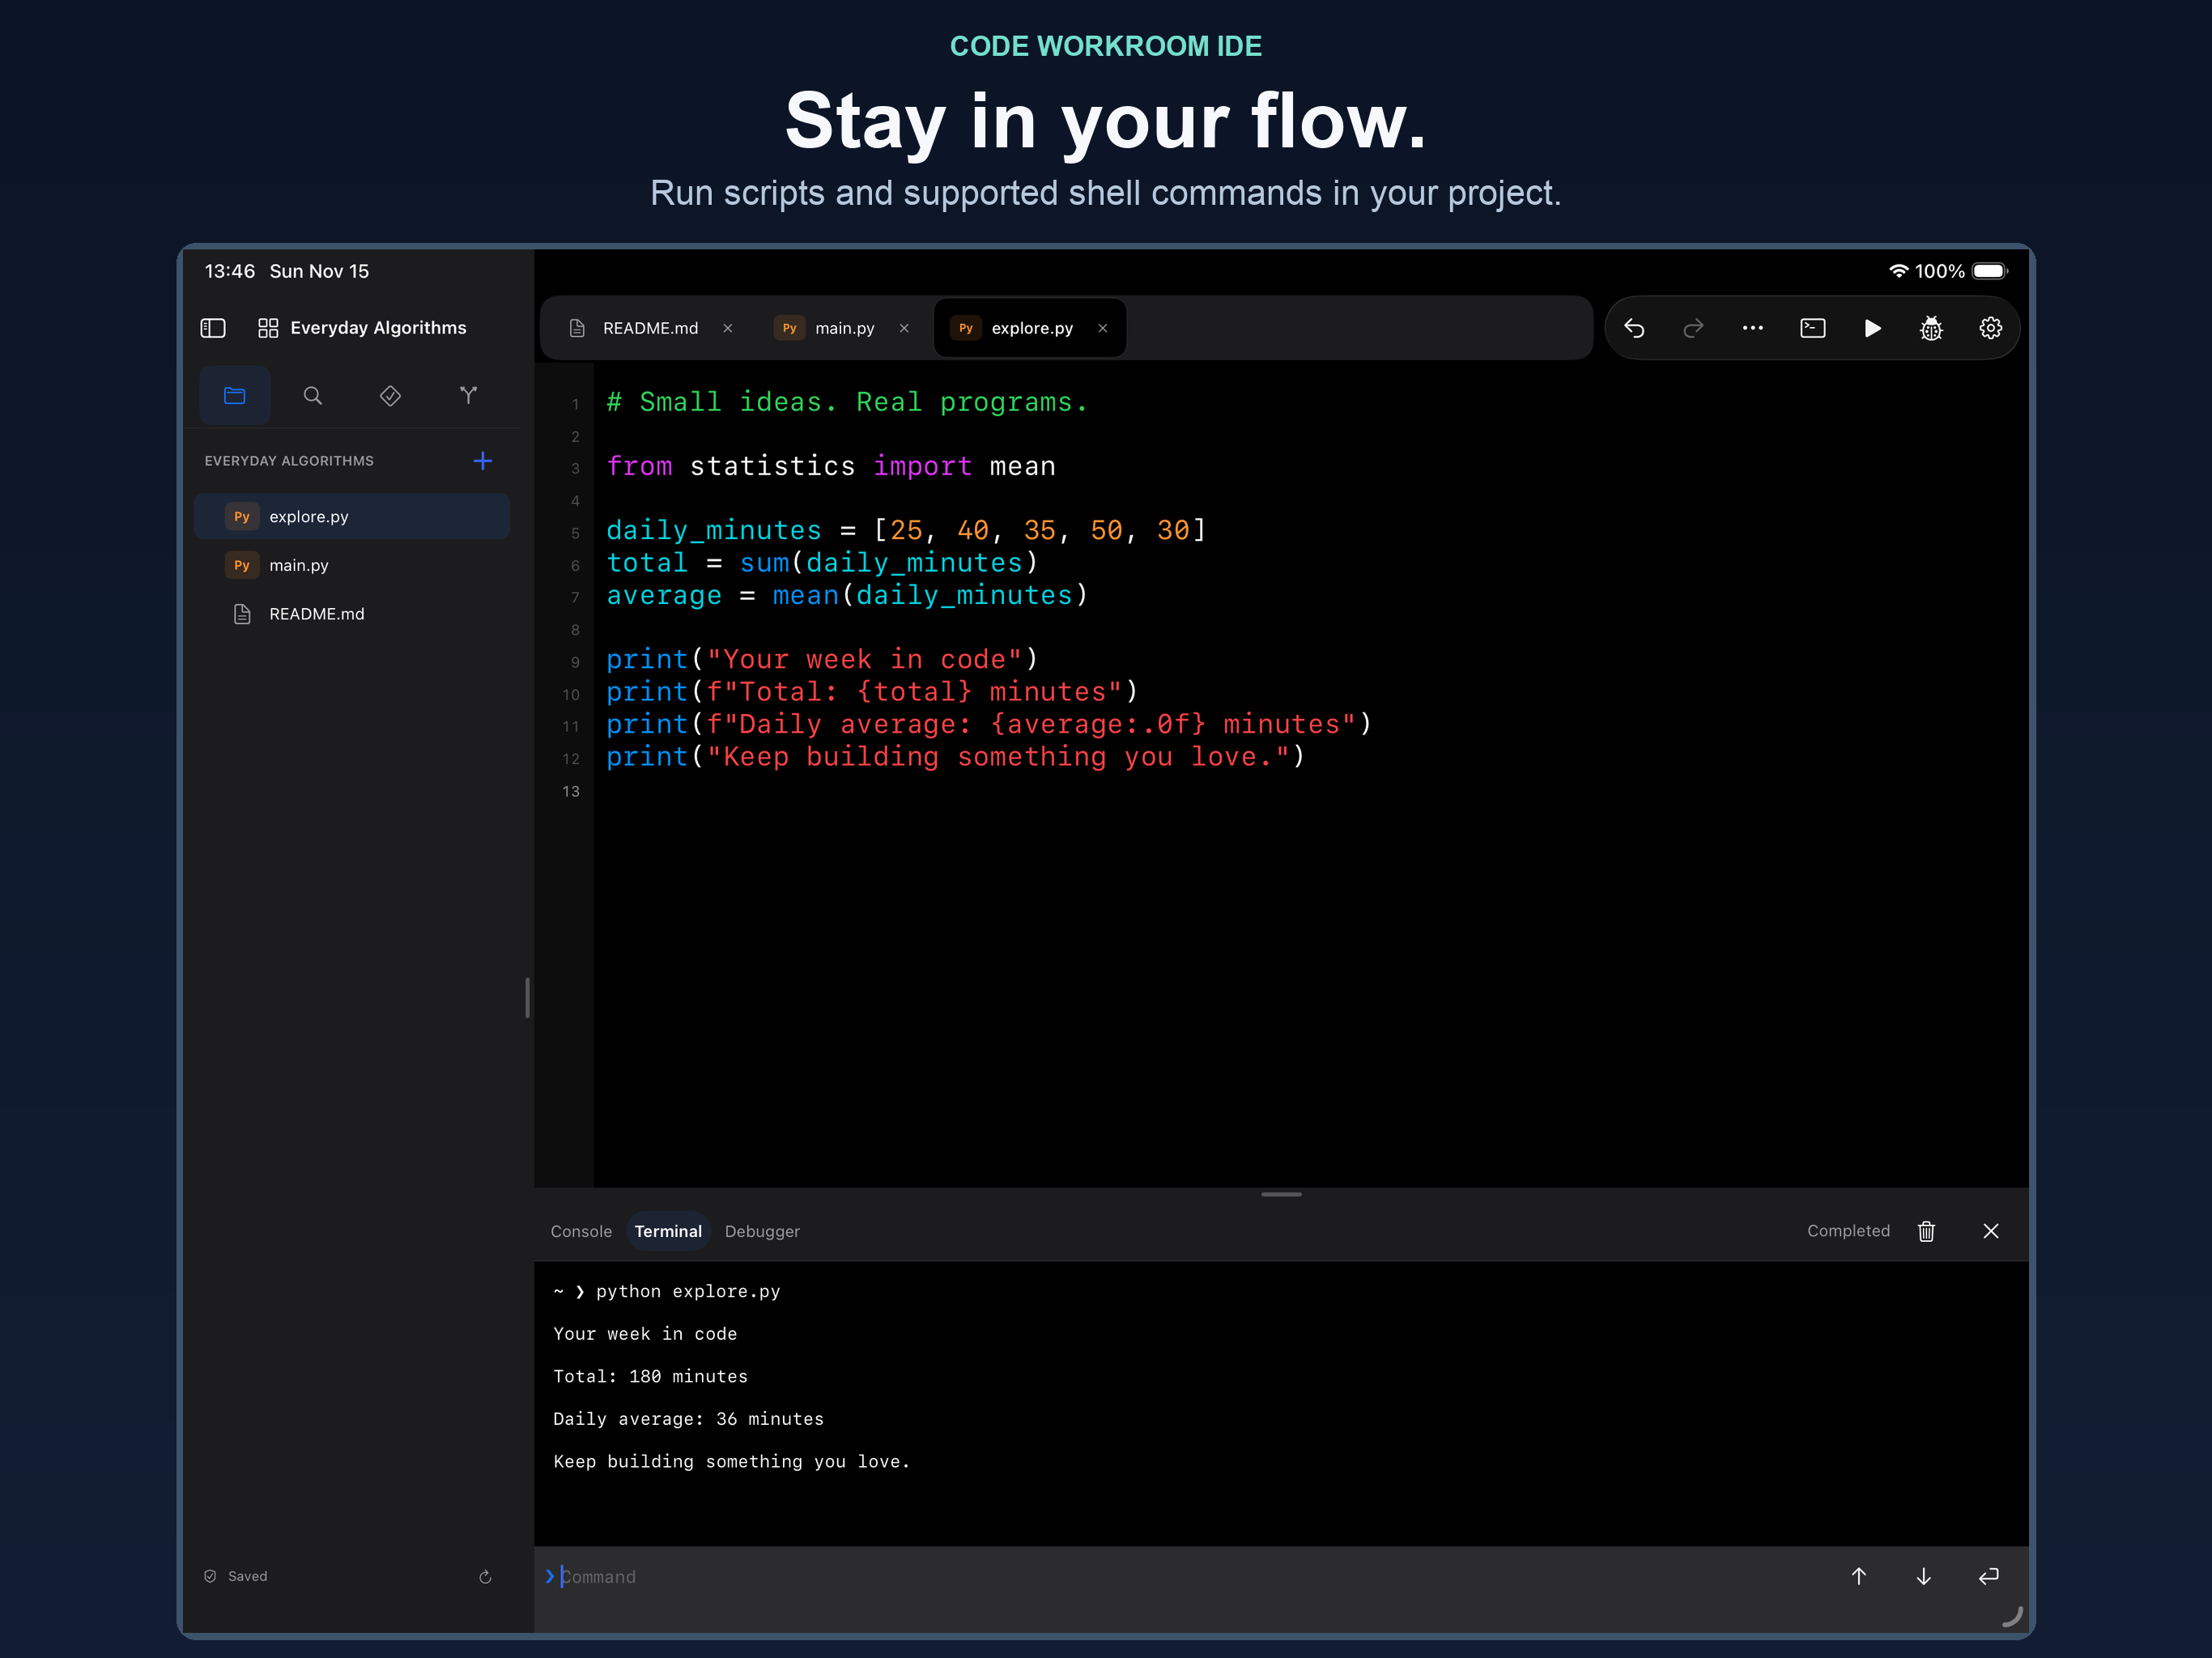 CODE WORKROOM IDE
Stay in your flow.
Run scripts and supported shell commands in your project.
13:46 Sun Nov 15
100%
Everyday Algorithms
README.md
Py main.py
Py explore.py
EVERYDAY ALGORITHMS
Py explore.py
Py main.py
README.md
1 # Small ideas. Real programs.
2
3 from statistics import mean
4
5 daily_minutes = [25, 40, 35, 50, 30]
6 total = sum(daily_minutes)
7 average = mean(daily_minutes)
8
9 print("Your week in code")
10 print(f"Total: {total} minutes")
11 print(f"Daily average: {average:.0f} minutes")
12 print("Keep building something you love.")
13
Console Terminal Debugger
Completed
~ ❯ python explore.py
Your week in code
Total: 180 minutes
Daily average: 36 minutes
Keep building something you love.
Saved
❯ Command